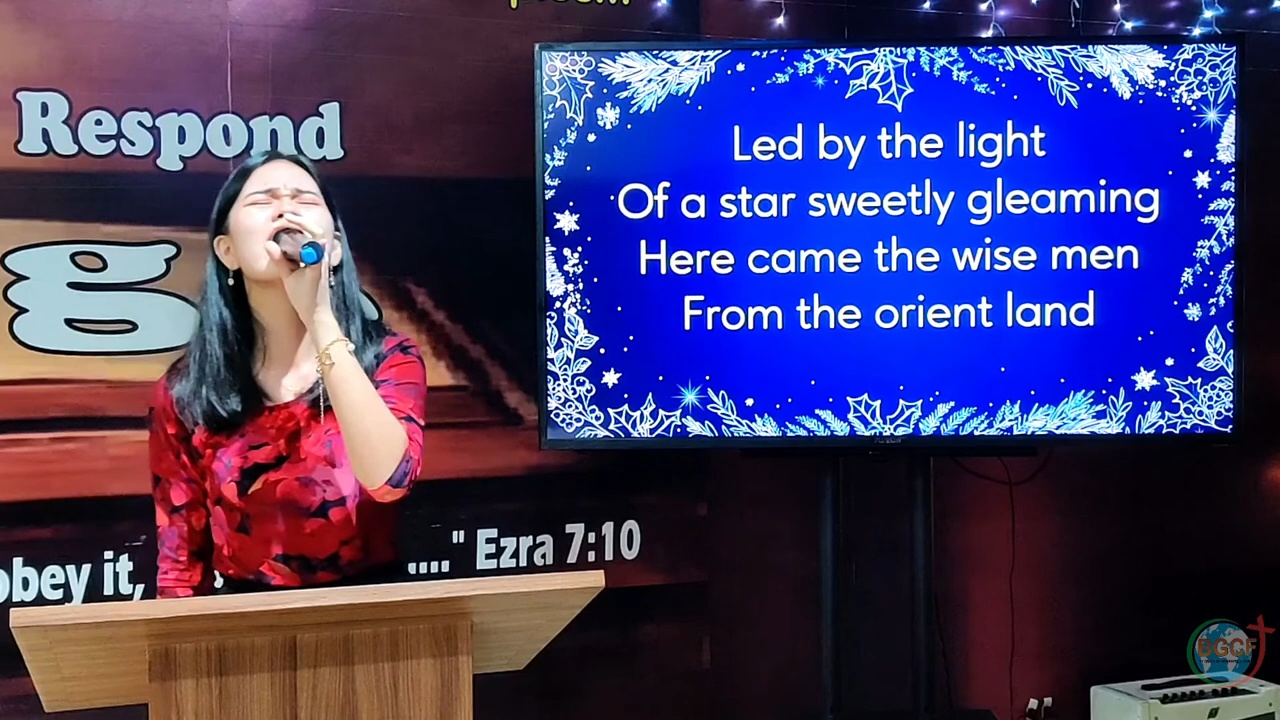 Respond
Led by the light
Of a star sweetly gleaming
Here came the wise men
From the orient land
obey it,
...." Ezra 7:10
BGCF